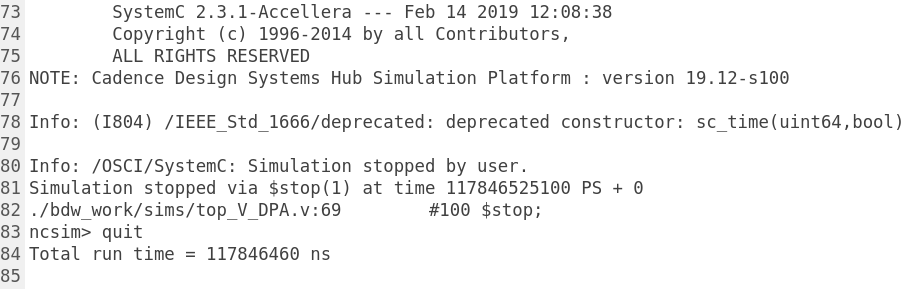 73 SystemC 2.3.1-Accellera --- Feb 14 2019 12:08:38
74 Copyright (c) 1996-2014 by all Contributors,
75 ALL RIGHTS RESERVED
76 NOTE: Cadence Design Systems Hub Simulation Platform : version 19.12-s100
77
78 Info: (I804) /IEEE_Std_1666/deprecated: deprecated constructor: sc_time(uint64,bool)
79
80 Info: /OSCI/SystemC: Simulation stopped by user.
81 Simulation stopped via $stop(1) at time 117846525100 PS + 0
82 ./bdw_work/sims/top_V_DPA.v:69 #100 $stop;
83 ncsim> quit
84 Total run time = 117846460 ns
85